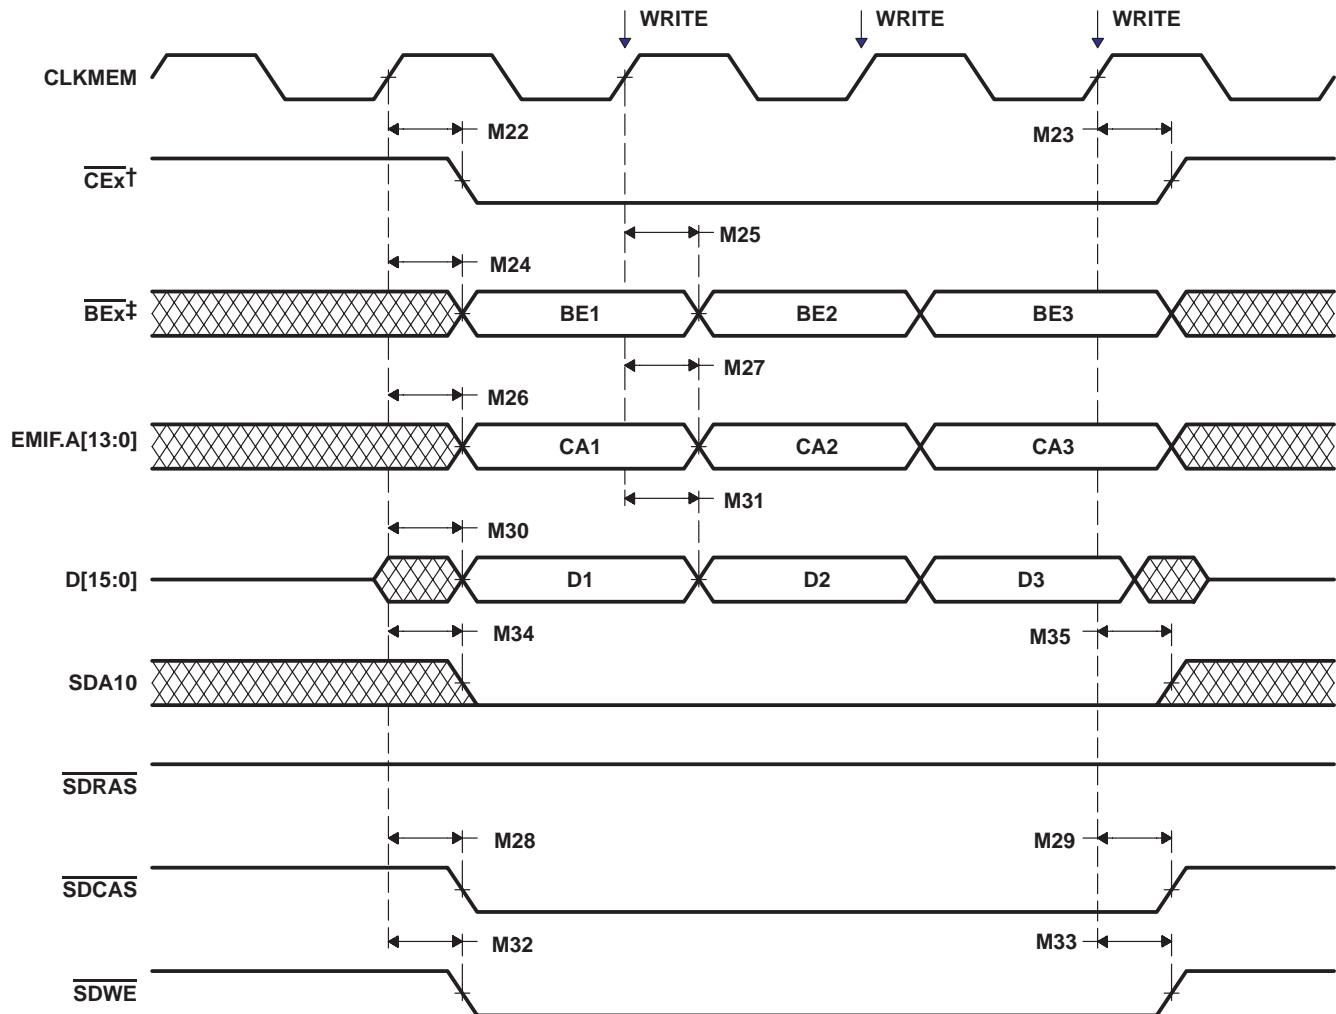 WRITE WRITE WRITE
CLKMEM
M22 M23
CEx†
M25
M24
BEx‡ BE1 BE2 BE3
M27
M26
EMIF.A[13:0] CA1 CA2 CA3
M31
M30
D[15:0] D1 D2 D3
M34 M35
SDA10
SDRAS
M28 M29
SDCAS
M32 M33
SDWE